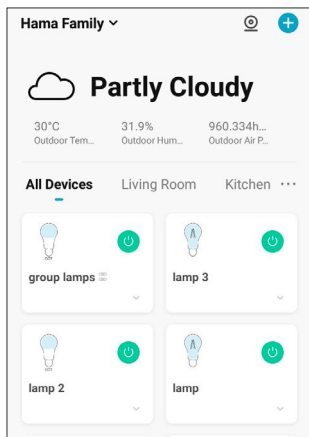 Hama Family
Partly Cloudy
30°C 31.9% 960.334h...
Outdoor Tem... Outdoor Hum... Outdoor Air P...
All Devices Living Room Kitchen ...
group lamps lamp 3
lamp 2 lamp